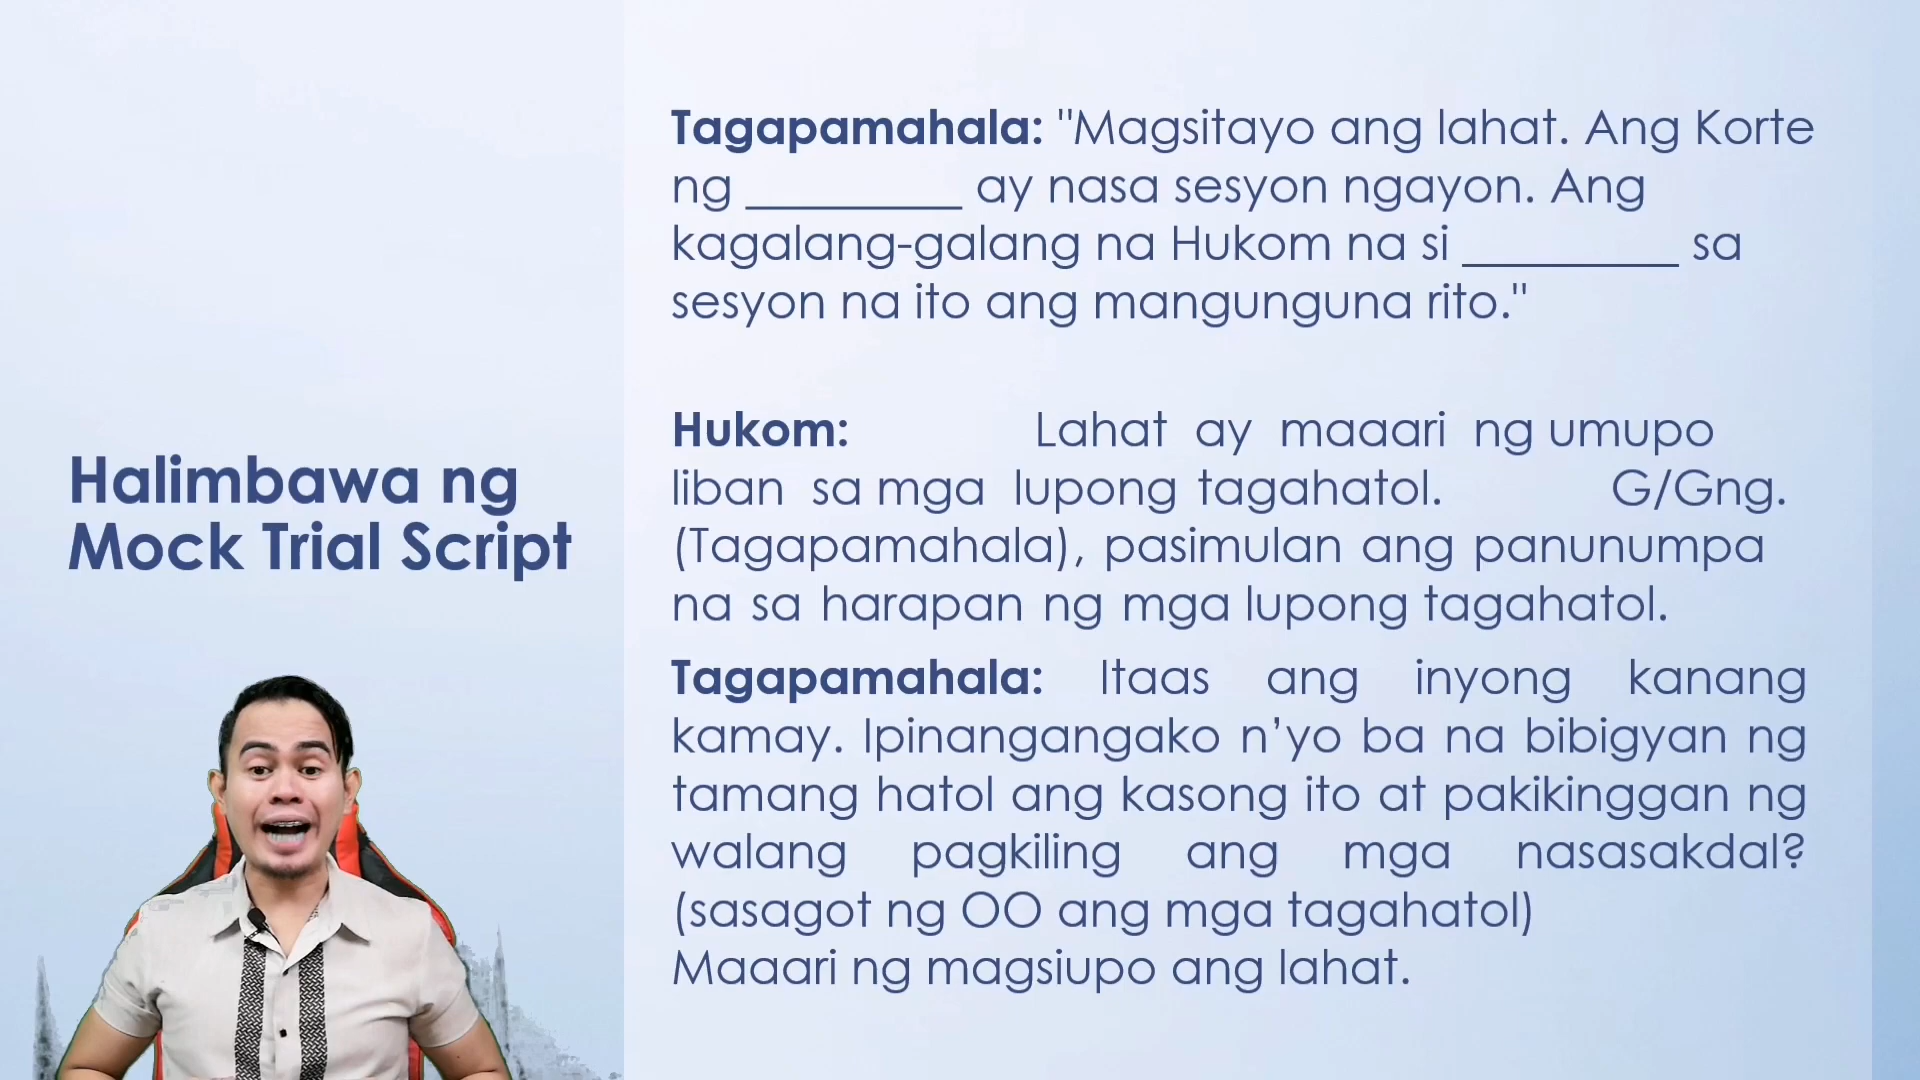 Halimbawa ng
Mock Trial Script
Tagapamahala: "Magsitayo ang lahat. Ang Korte
ng _________ ay nasa sesyon ngayon. Ang
kagalang-galang na Hukom na si _________ sa
sesyon na ito ang mangunguna rito."
Hukom: Lahat ay maaari ng umupo
liban sa mga lupong tagahatol. G/Gng.
(Tagapamahala), pasimulan ang panunumpa
na sa harapan ng mga lupong tagahatol.
Tagapamahala: Itaas ang inyong kanang
kamay. Ipinangangako n’yo ba na bibigyan ng
tamang hatol ang kasong ito at pakikinggan ng
walang pagkiling ang mga nasasakdal?
(sasagot ng OO ang mga tagahatol)
Maaari ng magsiupo ang lahat.